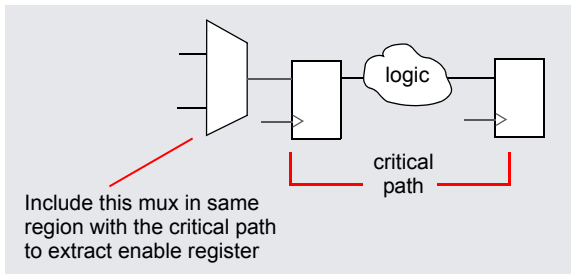 logic
critical
path
Include this mux in same
region with the critical path
to extract enable register